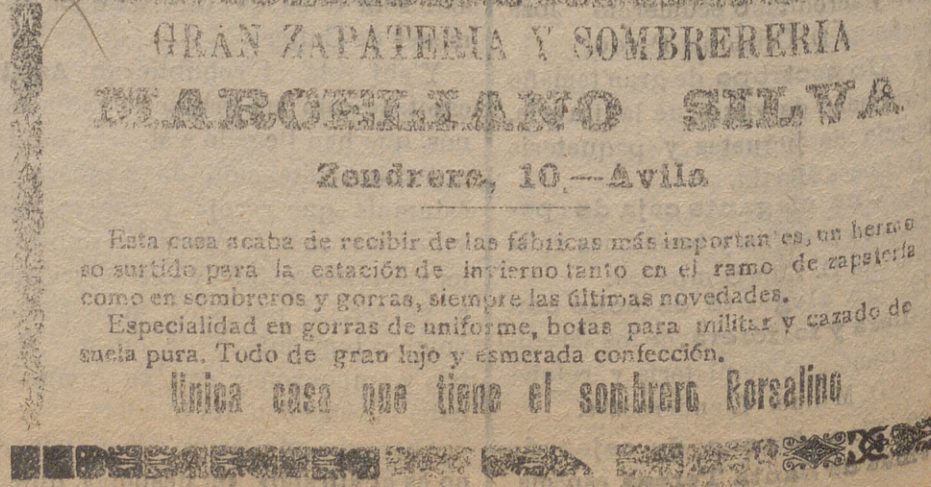 GRAN ZAPATERIA Y SOMBRERERIA
MARCELIANO SILVA
Zendrera, 10.—Avila
Esta casa acaba de recibir de las fábricas más importantes, un hermo
so surtido para la estación de invierno tanto en el ramo de zapatería
como en sombreros y gorras, siempre las últimas novedades.
Especialidad en gorras de uniforme, botas para militar y cazado de
suela pura. Todo de gran lujo y esmerada confección.
Unica casa que tiene el sombrero Borsalino